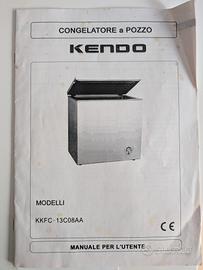 CONGELATORE a POZZO
KENDO
MODELLI
KKFC - 13C08AA
CE
MANUALE PER L'UTENTE